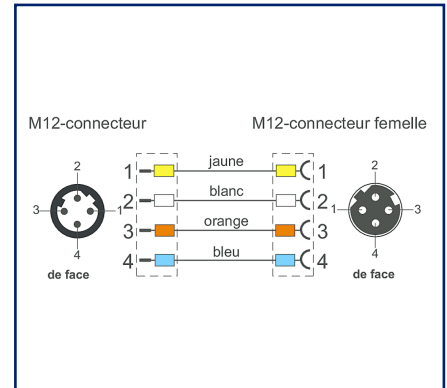 M12-connecteur M12-connecteur femelle
2 2
1 jaune 1
3 1 2 blanc 2 1 3
3 orange 3
4 4
4 bleu 4
de face de face